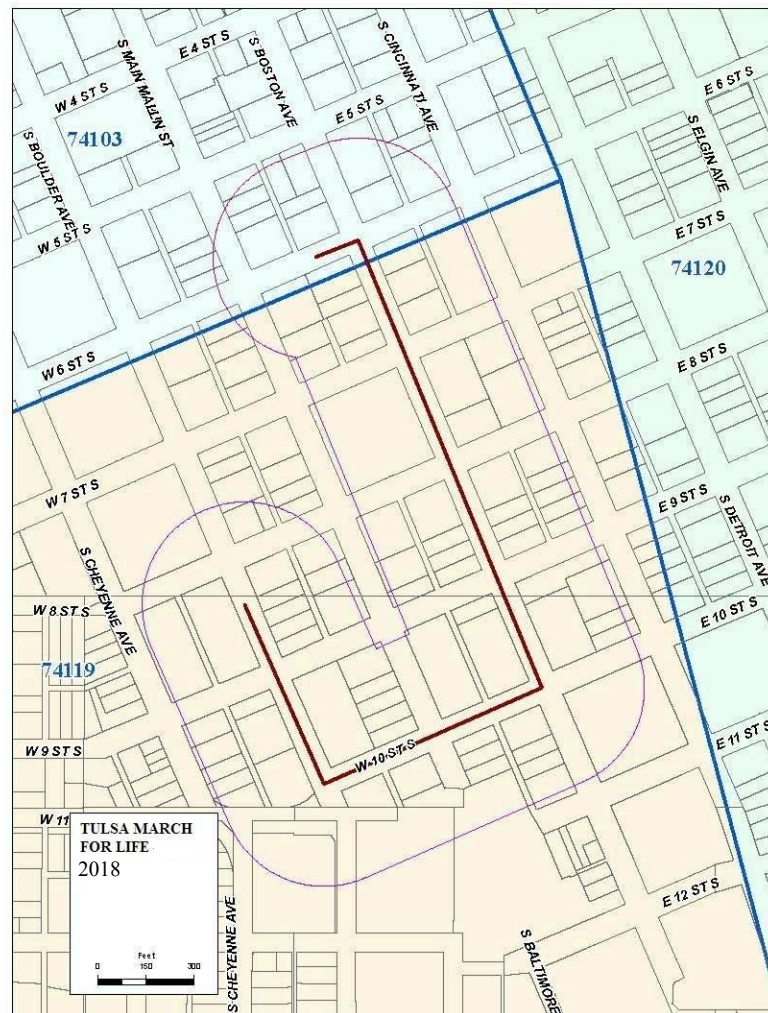 E 4 ST S
S BOSTON AVE
S CINCINNATI AVE
S MAIN MALL IN ST
W 4 ST S
E 5 ST S
E 6 ST S
74103
S BOULDER AVE
S ELGIN AVE
W 5 ST S
E 7 ST S
74120
W 6 ST S
E 8 ST S
W 7 ST S
E 9 ST S
S DETROIT AVE
S CHEYENNE AVE
W 8 ST S
E 10 ST S
74119
W 9 ST S
W 10 ST S
E 11 ST S
W 11
TULSA MARCH
FOR LIFE
2018
Feet
0 150 300
E 12 ST S
S CHEYENNE AVE
S BALTIMORE